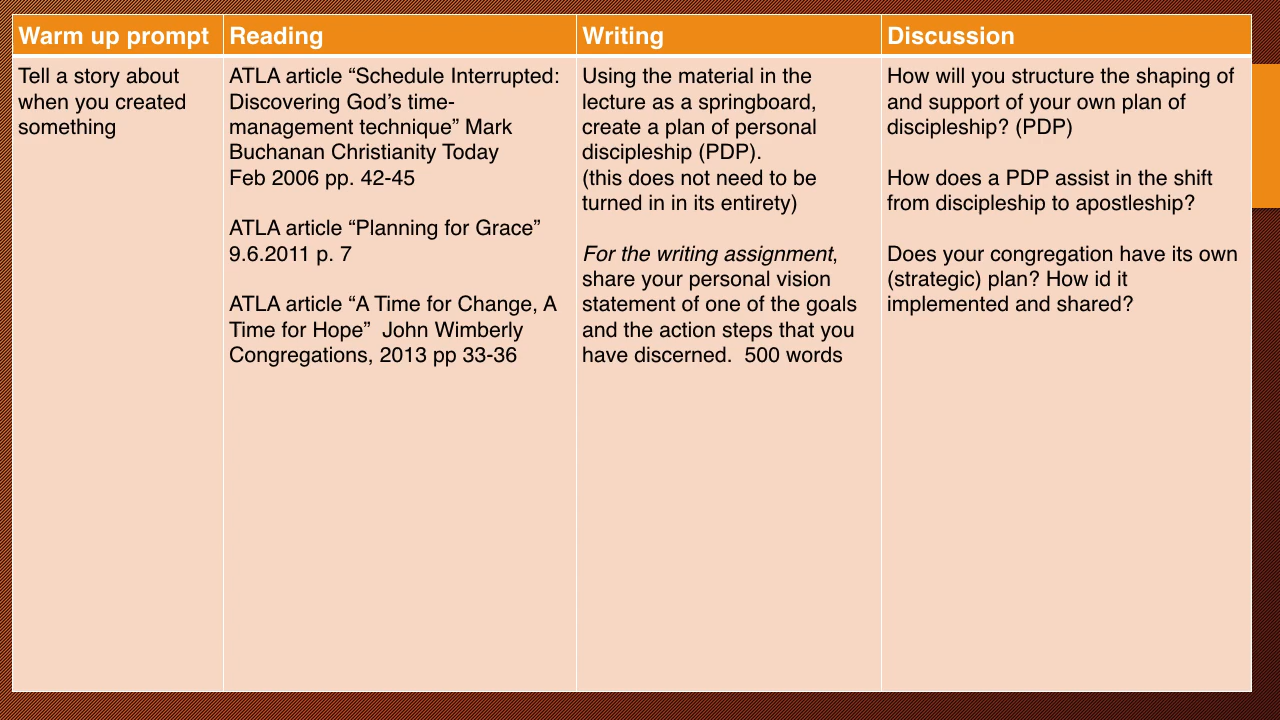 Warm up prompt
Reading
Writing
Discussion
Tell a story about
when you created
something
ATLA article “Schedule Interrupted:
Discovering God’s time-
management technique” Mark
Buchanan Christianity Today
Feb 2006 pp. 42-45
ATLA article “Planning for Grace”
9.6.2011 p. 7
ATLA article “A Time for Change, A
Time for Hope”  John Wimberly
Congregations, 2013 pp 33-36
Using the material in the
lecture as a springboard,
create a plan of personal
discipleship (PDP).
(this does not need to be
turned in in its entirety)
For the writing assignment,
share your personal vision
statement of one of the goals
and the action steps that you
have discerned.  500 words
How will you structure the shaping of
and support of your own plan of
discipleship? (PDP)
How does a PDP assist in the shift
from discipleship to apostleship?
Does your congregation have its own
(strategic) plan? How id it
implemented and shared?